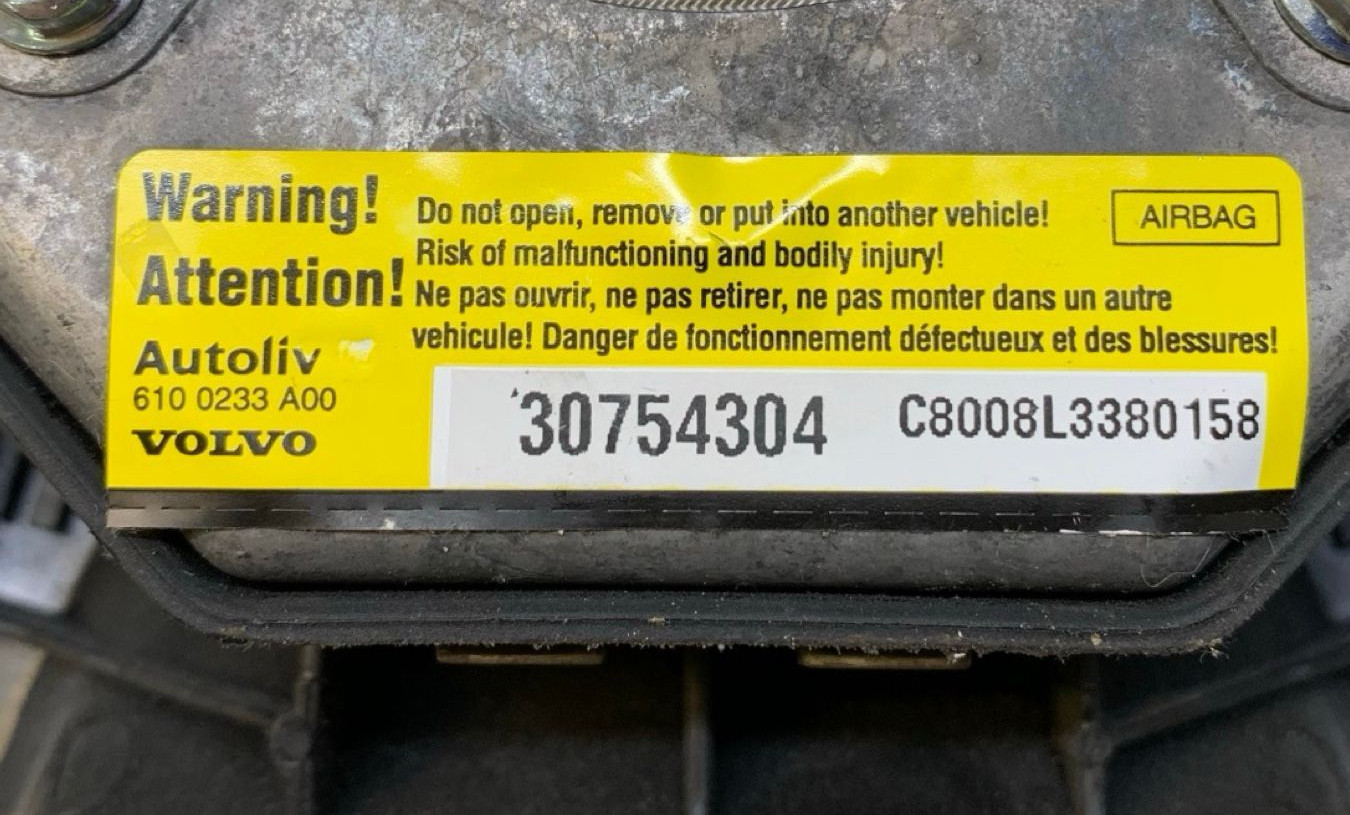 Warning!
Attention!
Do not open, remove or put into another vehicle!
Risk of malfunctioning and bodily injury!
Ne pas ouvrir, ne pas retirer, ne pas monter dans un autre
vehicule! Danger de fonctionnement défectueux et des blessures!
AIRBAG
Autoliv
610 0233 A00
VOLVO
30754304
C8008L3380158